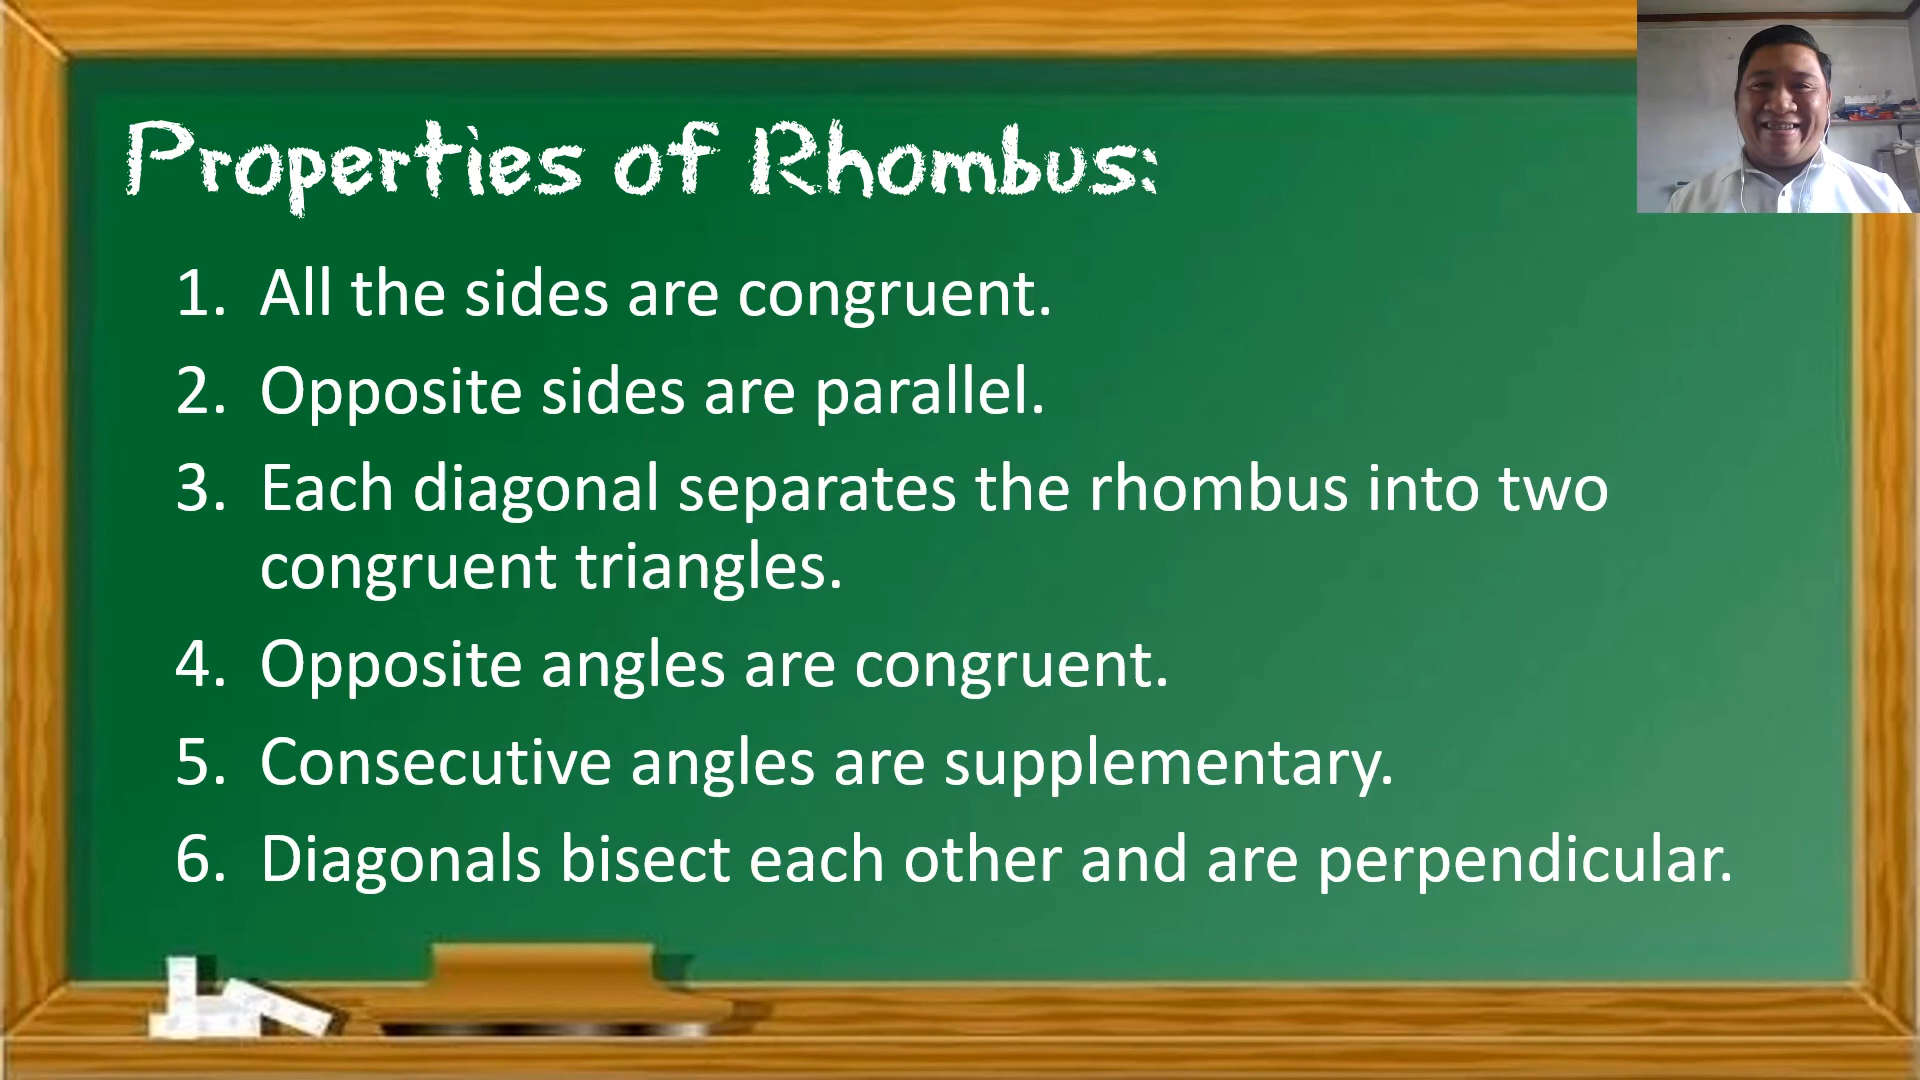 Properties of Rhombus:
1. All the sides are congruent.
2. Opposite sides are parallel.
3. Each diagonal separates the rhombus into two
congruent triangles.
4. Opposite angles are congruent.
5. Consecutive angles are supplementary.
6. Diagonals bisect each other and are perpendicular.